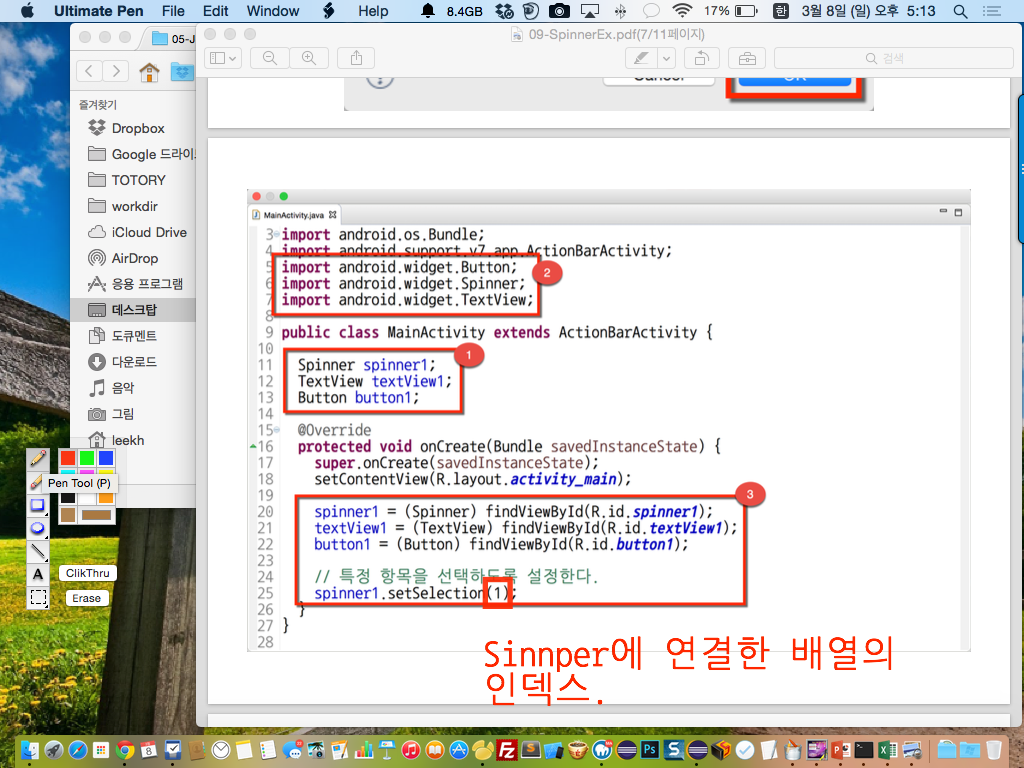 Ultimate Pen File Edit Window Help 8.4GB 17% 한 3월 8일 (일) 오후 5:13
09-SpinnerEx.pdf(7/11페이지)
검색
05-J
즐겨찾기
Dropbox
Google 드라이
TOTORY
workdir
iCloud Drive
AirDrop
응용 프로그램
데스크탑
도큐멘트
다운로드
음악
그림
leekh
Pen Tool (P)
A
ClikThru
Erase
Cancel OK
MainActivity.java
3 import android.os.Bundle;
4 import android.support.v7.app.ActionBarActivity;
5 import android.widget.Button;
6 import android.widget.Spinner;
7 import android.widget.TextView;
2
8
9 public class MainActivity extends ActionBarActivity {
10
11 Spinner spinner1;
12 TextView textView1;
13 Button button1;
1
14
15 @Override
16 protected void onCreate(Bundle savedInstanceState) {
17 super.onCreate(savedInstanceState);
18 setContentView(R.layout.activity_main);
19
20 spinner1 = (Spinner) findViewById(R.id.spinner1);
21 textView1 = (TextView) findViewById(R.id.textView1);
22 button1 = (Button) findViewById(R.id.button1);
3
23
24 // 특정 항목을 선택하도록 설정한다.
25 spinner1.setSelection(1);
26 }
27 }
28
Sinnper에 연결한 배열의
인덱스.